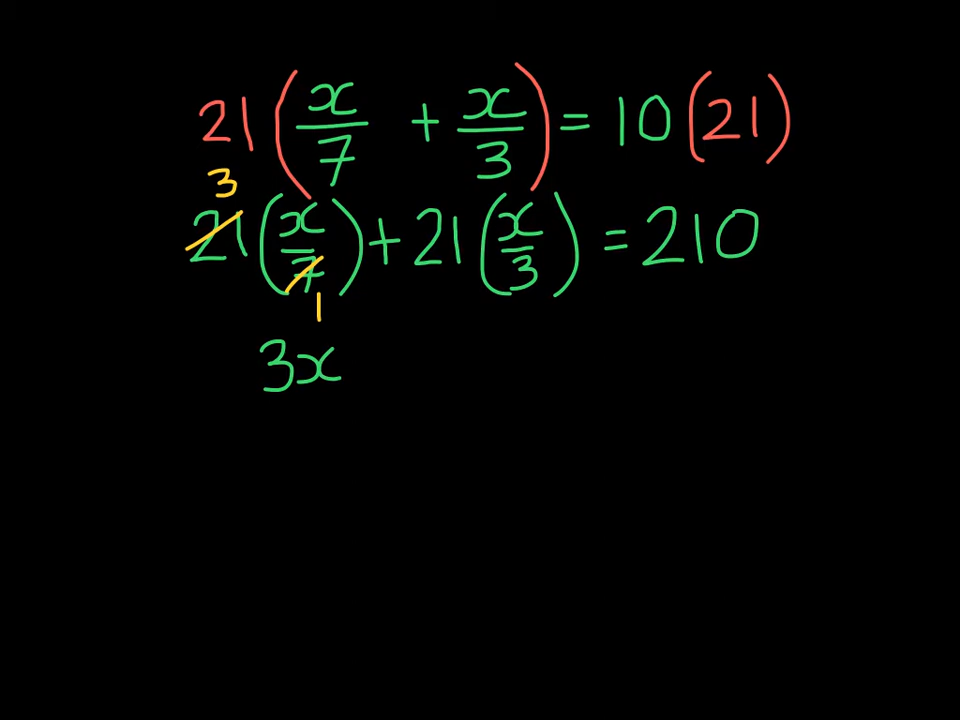 21(x/7 + x/3) = 10(21)
3
21(x/7) + 21(x/3) = 210
1
3x